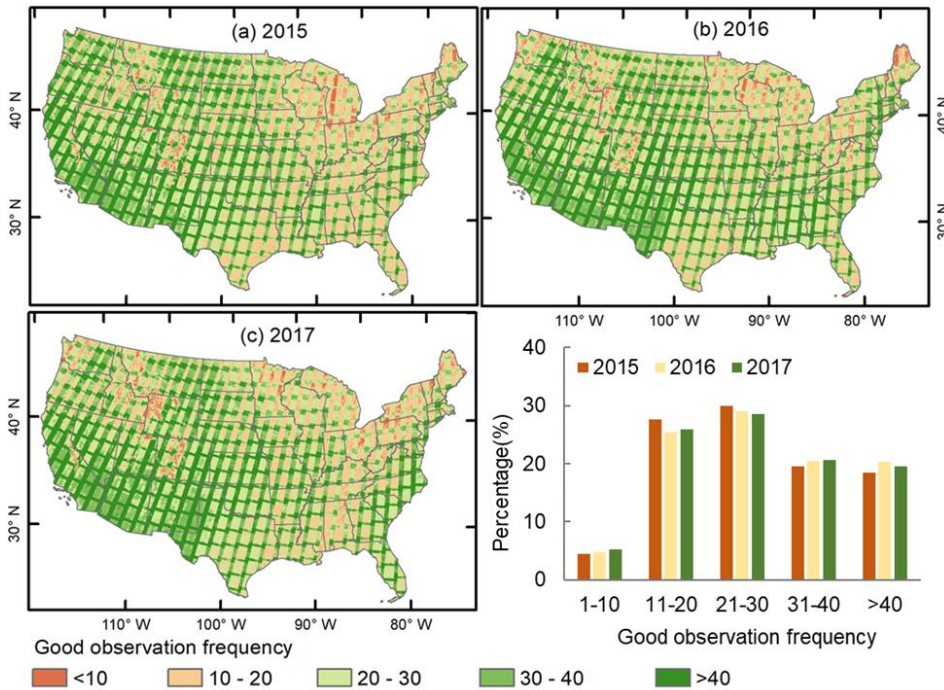 (a) 2015
(b) 2016
40° N
30° N
40° N
30° N
110° W
100° W
90° W
80° W
(c) 2017
40° N
30° N
110° W
100° W
90° W
80° W
40
30
20
10
0
Percentage(%)
2015 2016 2017
1-10 11-20 21-30 31-40 >40
Good observation frequency
Good observation frequency
<10 10 - 20 20 - 30 30 - 40 >40